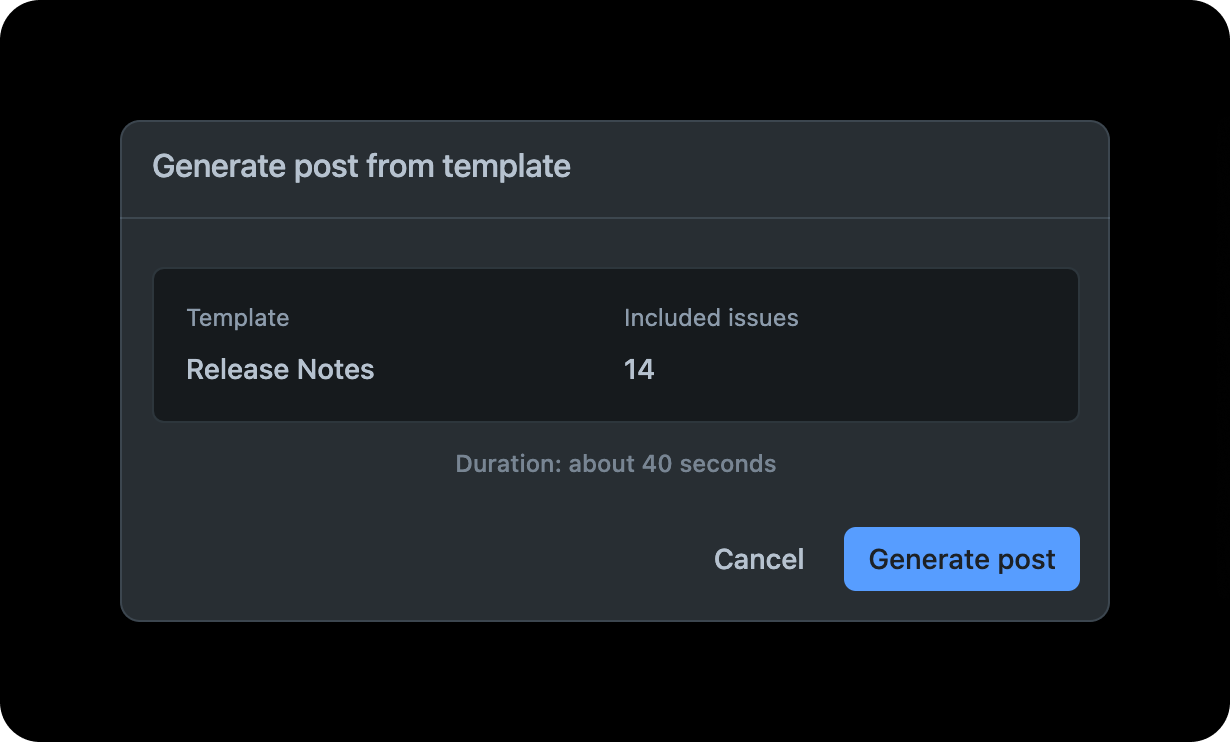 Generate post from template
Template
Release Notes
Included issues
14
Duration: about 40 seconds
Cancel
Generate post